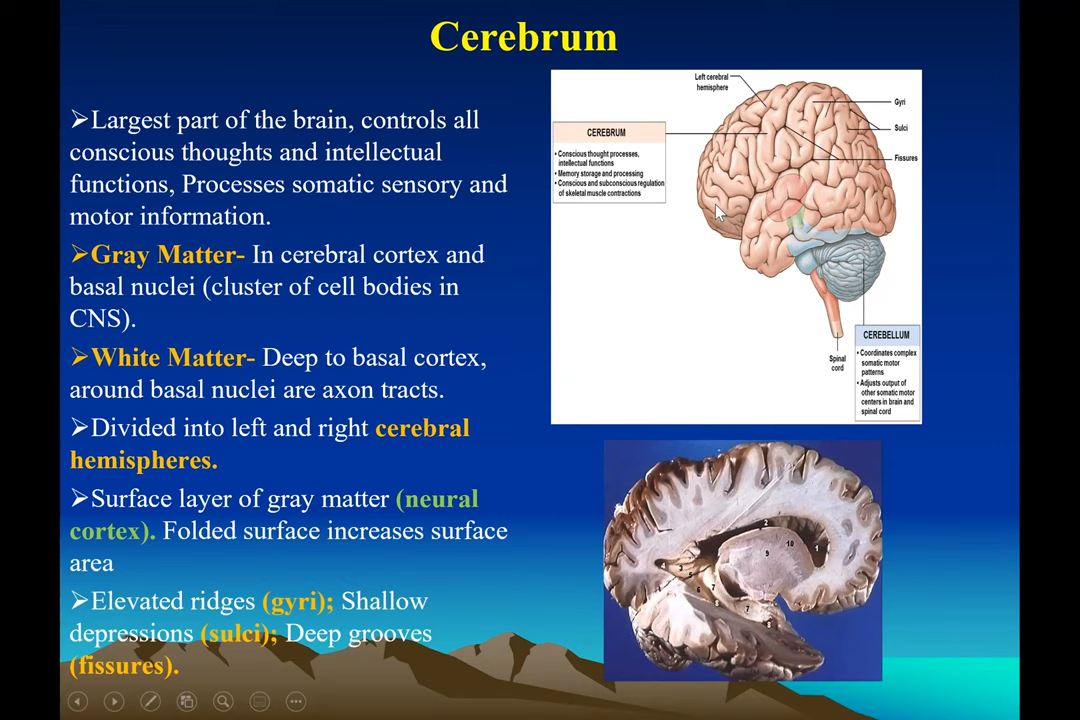 Cerebrum
➢Largest part of the brain, controls all
conscious thoughts and intellectual
functions, Processes somatic sensory and
motor information.
➢Gray Matter- In cerebral cortex and
basal nuclei (cluster of cell bodies in
CNS).
➢White Matter- Deep to basal cortex,
around basal nuclei are axon tracts.
➢Divided into left and right cerebral
hemispheres.
➢Surface layer of gray matter (neural
cortex). Folded surface increases surface
area
➢Elevated ridges (gyri); Shallow
depressions (sulci); Deep grooves
(fissures).
Left cerebral
hemisphere
Gyri
Sulci
Fissures
CEREBRUM
• Conscious thought processes,
intellectual functions
• Memory storage and processing
• Conscious and subconscious regulation
of skeletal muscle contractions
Spinal
cord
CEREBELLUM
• Coordinates complex
somatic motor
patterns
• Adjusts output of
other somatic motor
centers in brain and
spinal cord
2
10
9
1
7
7